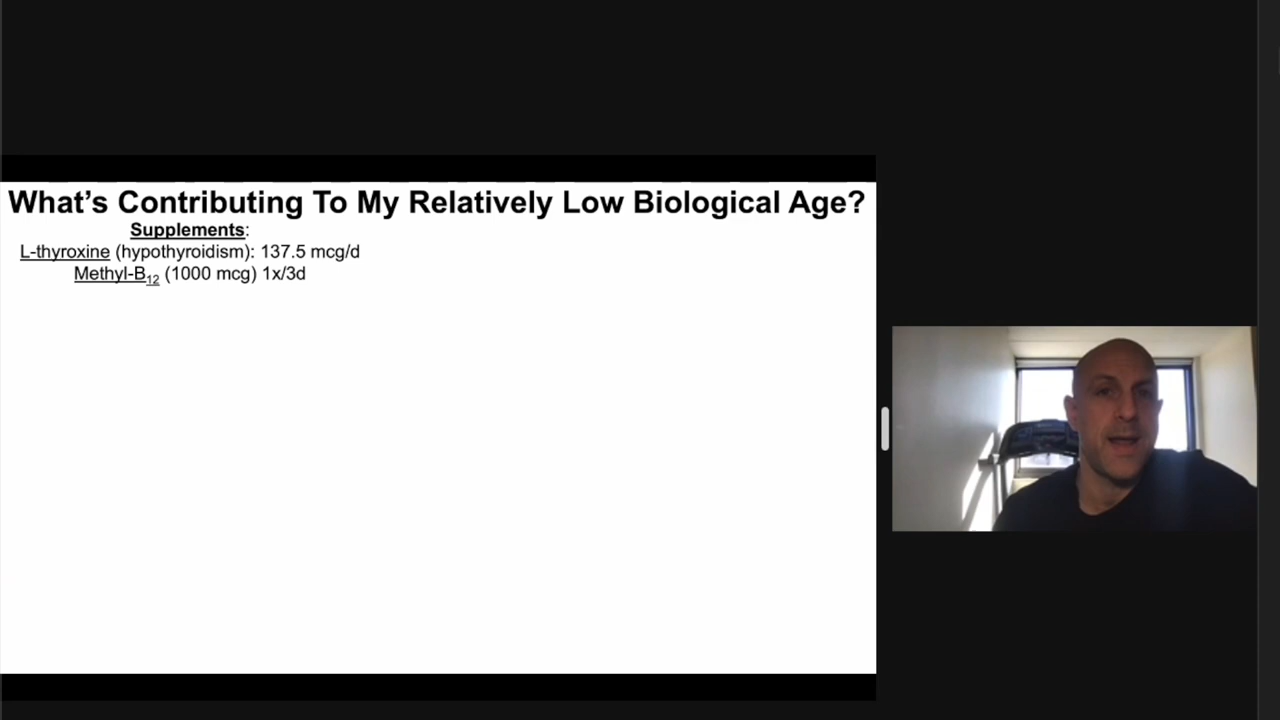 What's Contributing To My Relatively Low Biological Age?
Supplements:
L-thyroxine (hypothyroidism): 137.5 mcg/d
Methyl-B12 (1000 mcg) 1x/3d